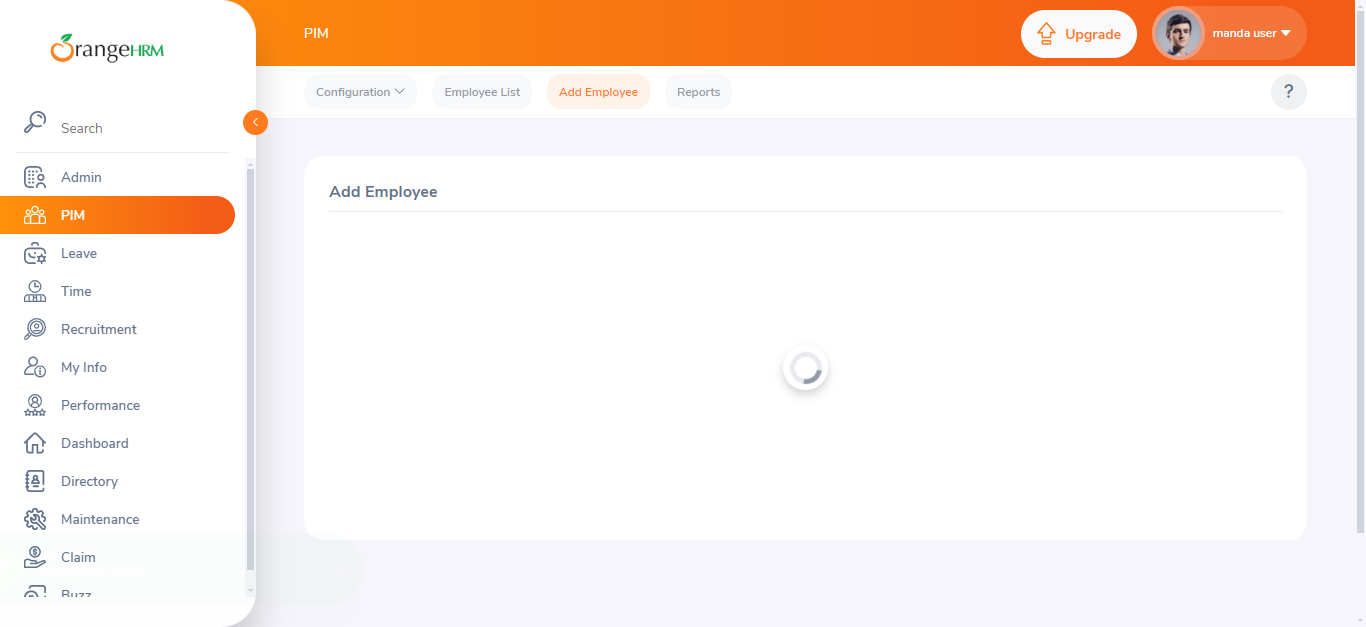 OrangeHRM
PIM
Upgrade
manda user
Search
Configuration
Employee List
Add Employee
Reports
?
Admin
PIM
Leave
Time
Recruitment
My Info
Performance
Dashboard
Directory
Maintenance
Claim
Buzz
Add Employee